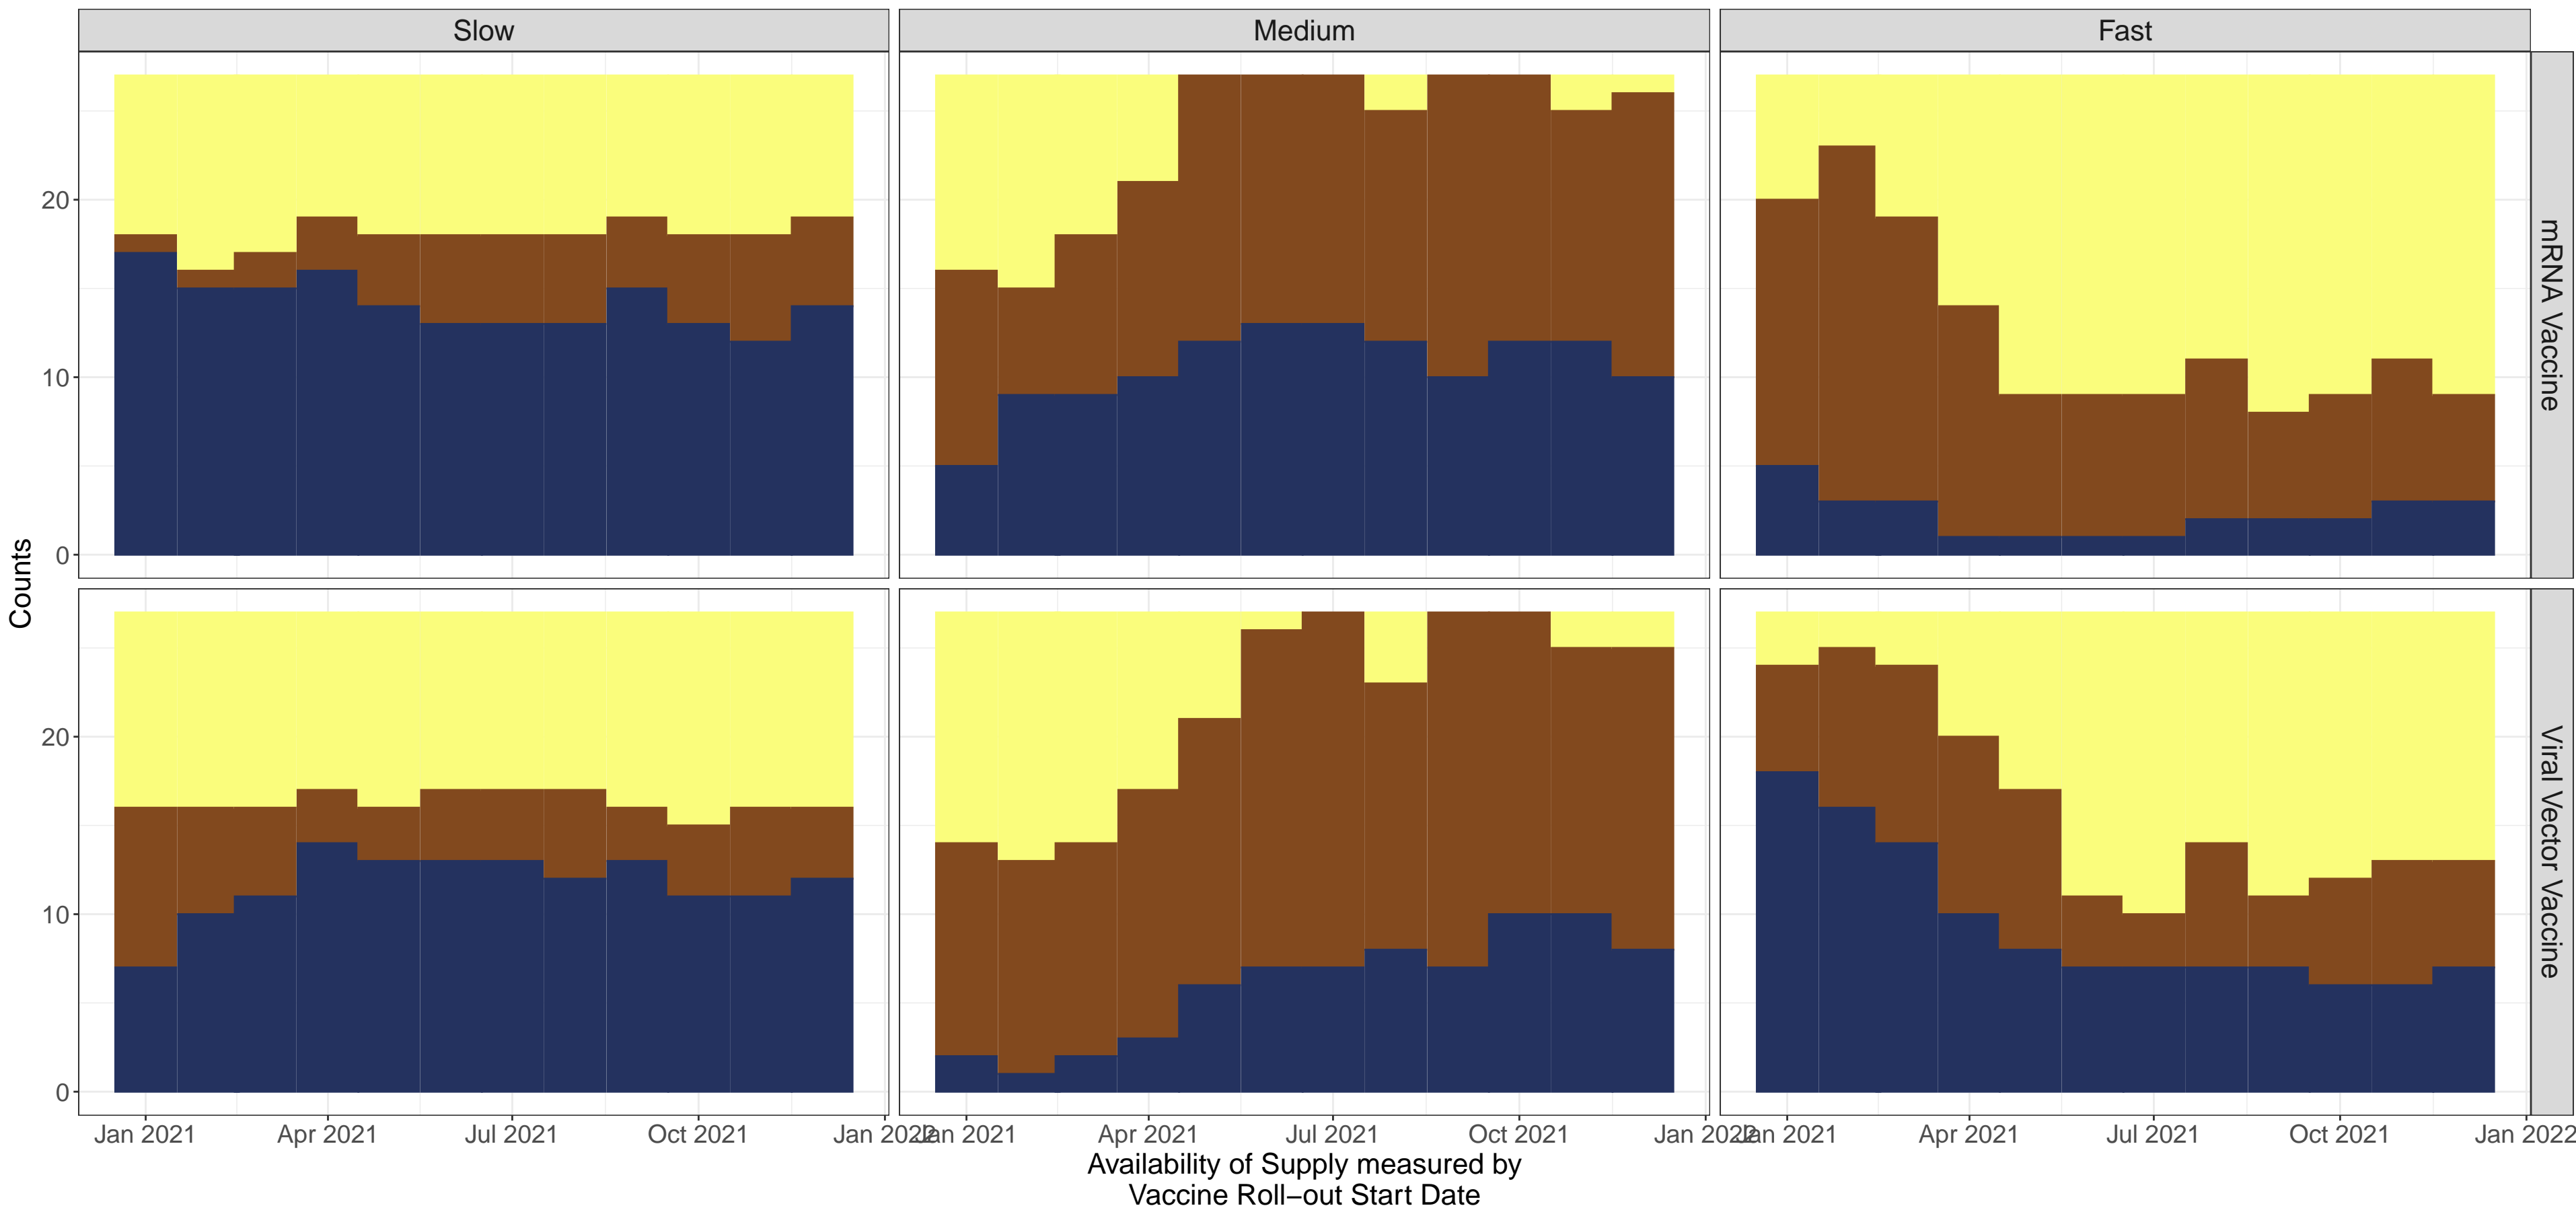 Slow
Medium
Fast
Counts
20
10
0
mRNA Vaccine
20
10
0
Viral Vector Vaccine
Jan 2021 Apr 2021 Jul 2021 Oct 2021 Jan 2022 Jan 2021 Apr 2021 Jul 2021 Oct 2021 Jan 2022 Jan 2021 Apr 2021 Jul 2021 Oct 2021 Jan 2022
Availability of Supply measured by
Vaccine Roll−out Start Date